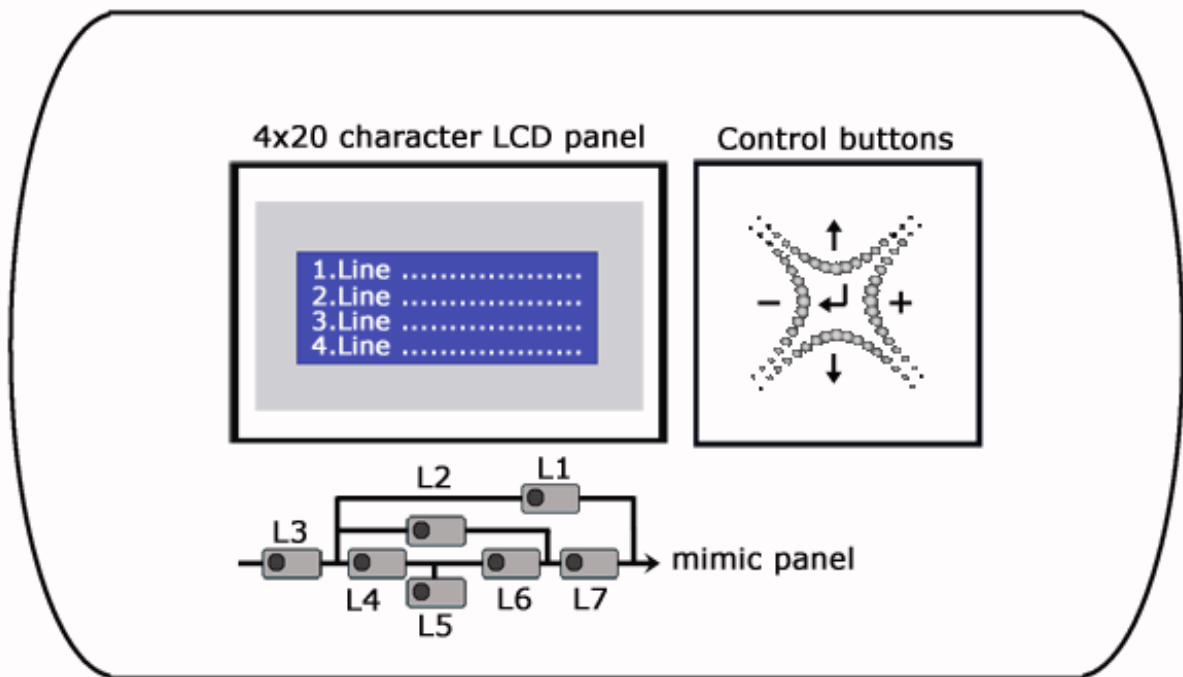 4x20 character LCD panel
Control buttons
1.Line ...................
2.Line ...................
3.Line ...................
4.Line ...................
- +
L1
L2
L3
mimic panel
L4
L6
L7
L5